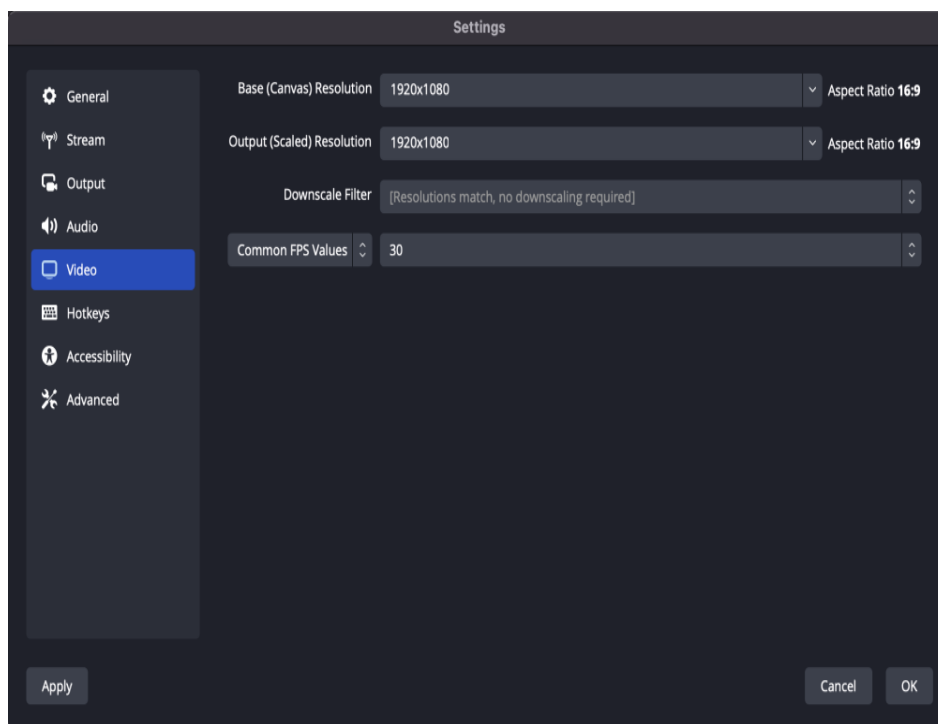 Settings
General
Stream
Output
Audio
Video
Hotkeys
Accessibility
Advanced
Base (Canvas) Resolution 1920x1080 Aspect Ratio 16:9
Output (Scaled) Resolution 1920x1080 Aspect Ratio 16:9
Downscale Filter [Resolutions match, no downscaling required]
Common FPS Values 30
Apply Cancel OK